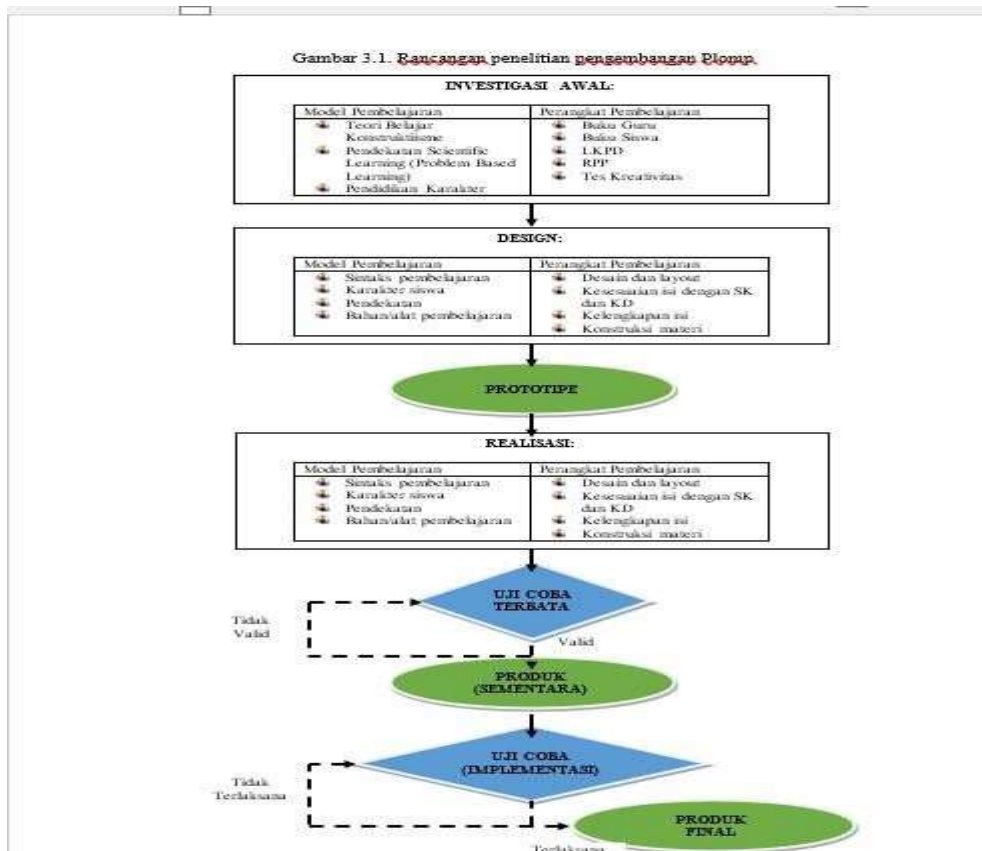 Gambar 3.1. Rancangan penelitian pengembangan Plomp
INVESTIGASI AWAL:
Model Pembelajaran
Teori Belajar
Konstruktiisme
Pendekatan Scientific
Learning (Problem Based
Learning)
Pendidikan Karakter
Perangkat Pembelajaran
Buku Guru
Buku Siswa
LKPD
RPP
Tes Kreativitas
DESIGN:
Model Pembelajaran
Sintaks pembelajaran
Karakter siswa
Pendekatan
Bahan/alat pembelajaran
Perangkat Pembelajaran
Desain dan layout
Kesesuaian isi dengan SK
dan KD
Kelengkapan isi
Konstruksi materi
PROTOTIPE
REALISASI:
Model Pembelajaran
Sintaks pembelajaran
Karakter siswa
Pendekatan
Bahan/alat pembelajaran
Perangkat Pembelajaran
Desain dan layout
Kesesuaian isi dengan SK
dan KD
Kelengkapan isi
Konstruksi materi
UJI COBA
TERBATA
Tidak
Valid
Valid
PRODUK
(SEMENTARA)
UJI COBA
(IMPLEMENTASI)
Tidak
Terlaksana
PRODUK
FINAL
Terlaksana